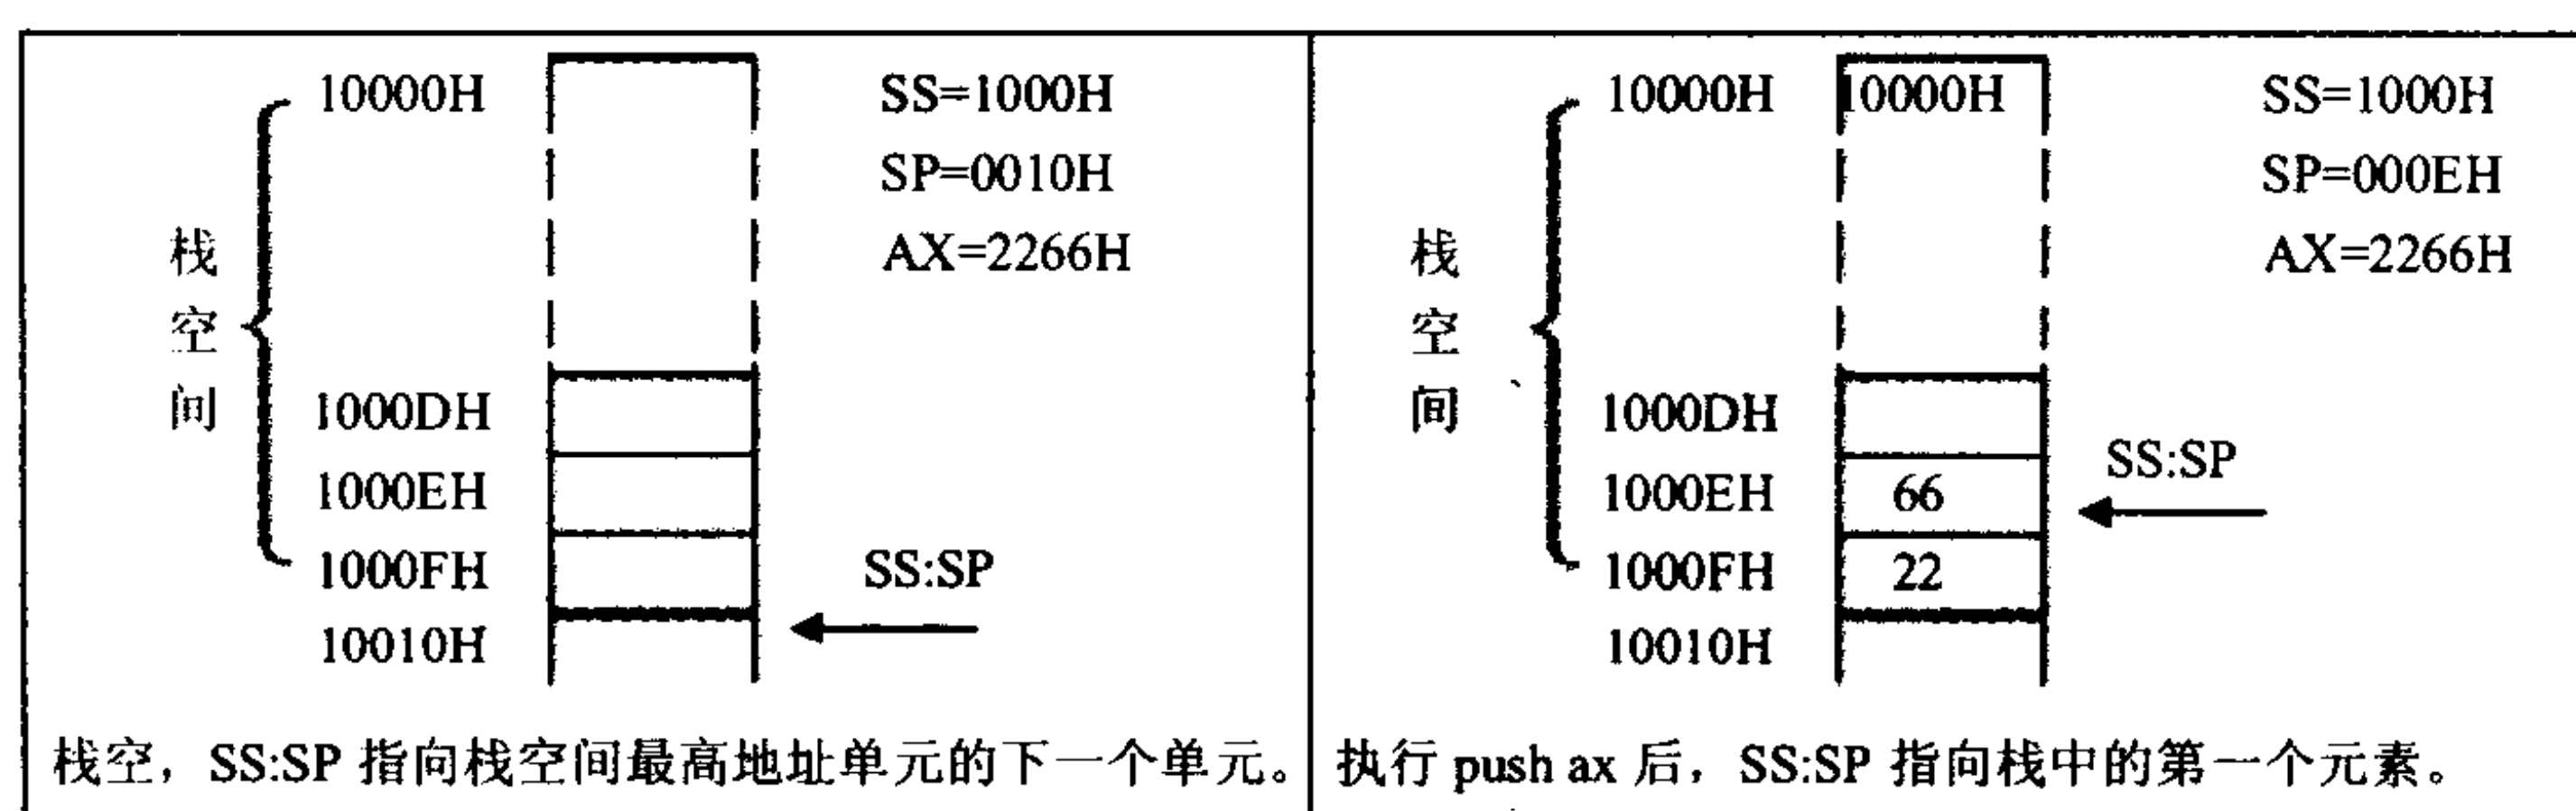 10000H
SS=1000H
SP=0010H
AX=2266H
栈
空
间
1000DH
1000EH
1000FH
SS:SP
10010H
栈空，SS:SP 指向栈空间最高地址单元的下一个单元。
10000H
10000H
SS=1000H
SP=000EH
AX=2266H
栈
空
间
1000DH
SS:SP
1000EH
66
1000FH
22
10010H
执行 push ax 后，SS:SP 指向栈中的第一个元素。